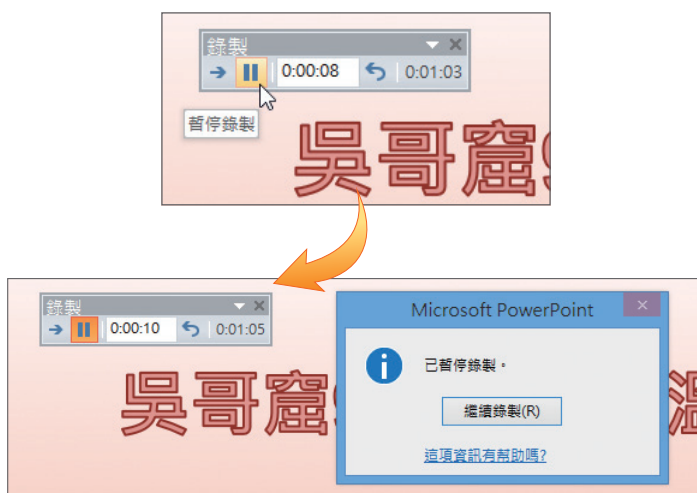 錄製
0:00:08 0:01:03
暫停錄製
吳哥窟
錄製
0:00:10 0:01:05
Microsoft PowerPoint
已暫停錄製。
繼續錄製(R)
這項資訊有幫助嗎?
吳哥窟